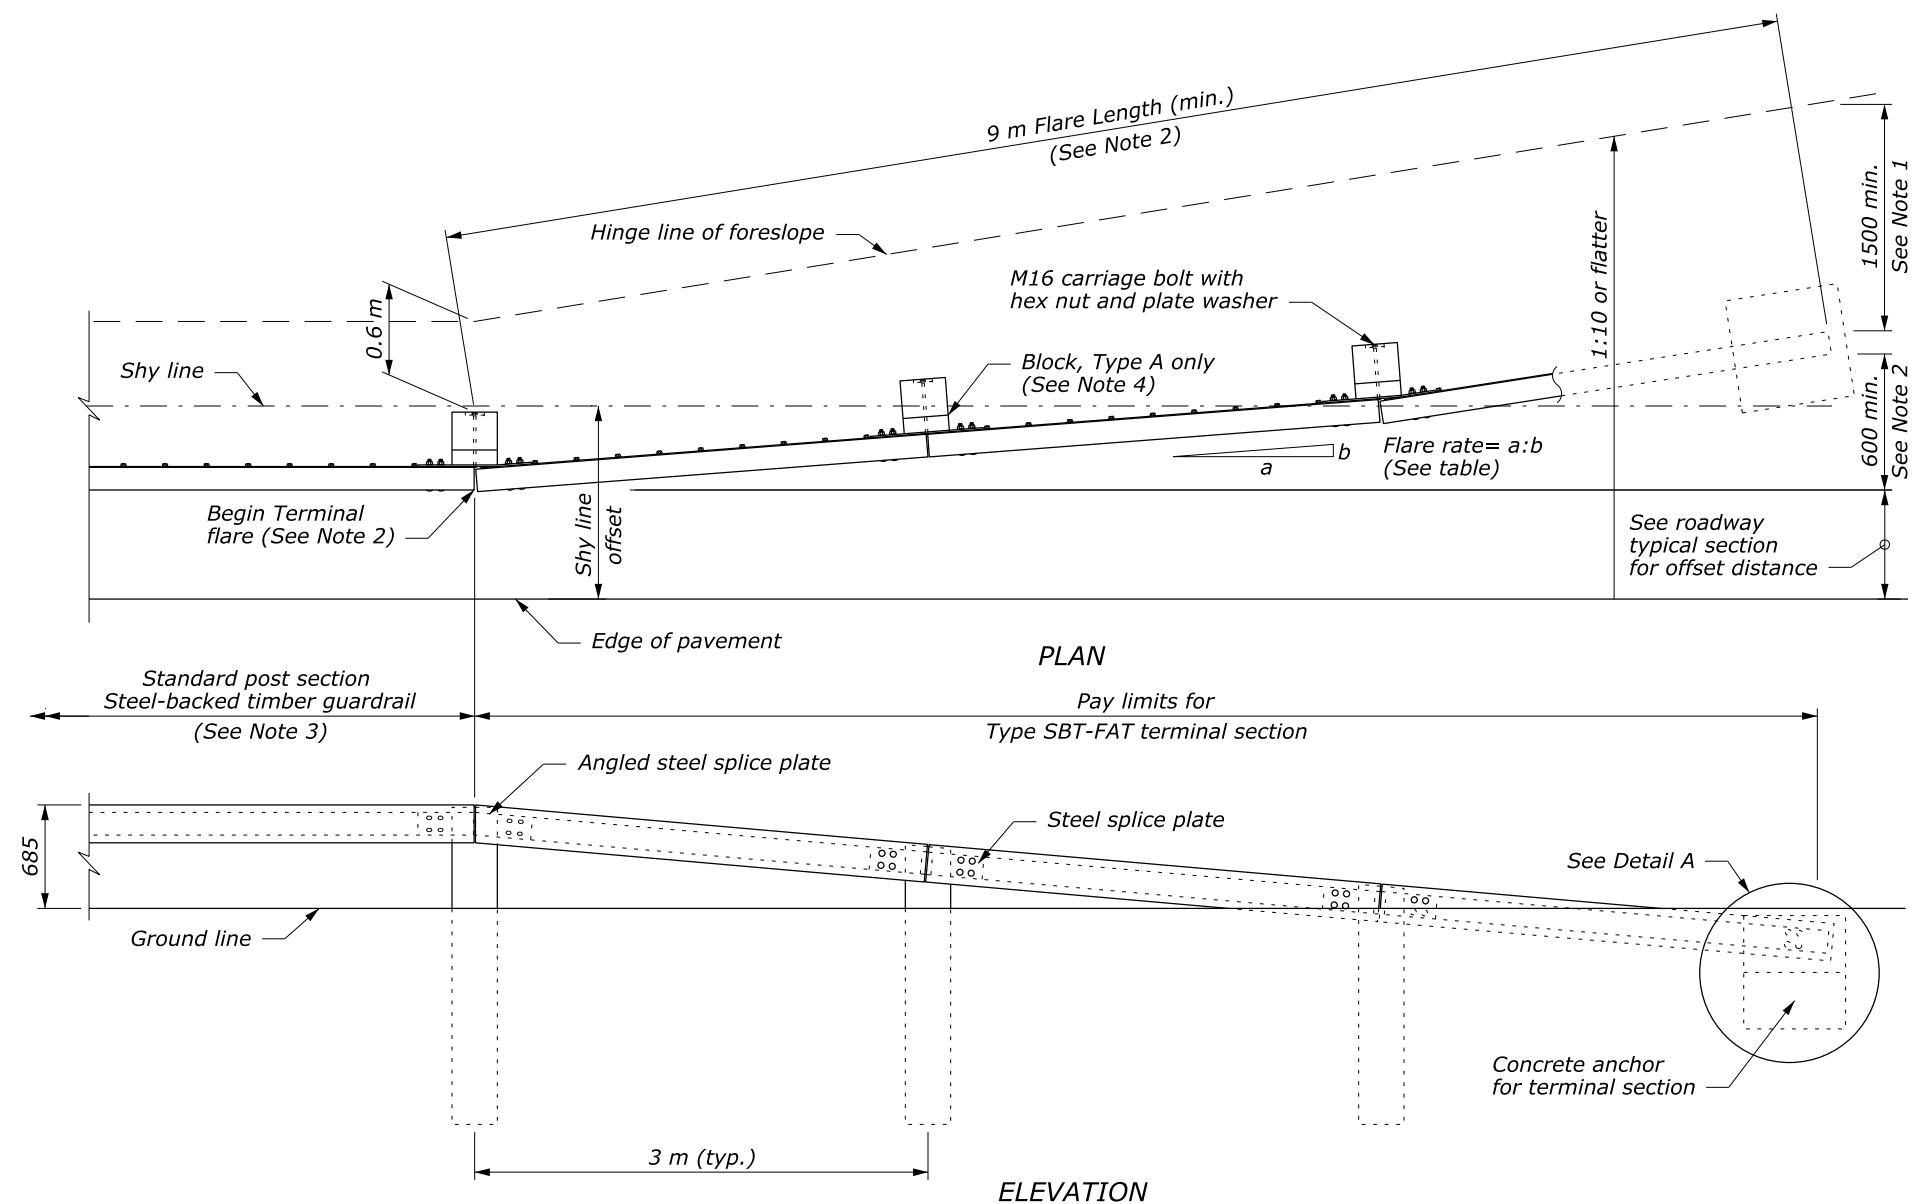 9 m Flare Length (min.)
(See Note 2)
Hinge line of foreslope
M16 carriage bolt with
hex nut and plate washer
1:10 or flatter
1500 min.
See Note 1
0.6 m
Shy line
Block, Type A only
(See Note 4)
600 min.
See Note 2
b
a
Flare rate= a:b
(See table)
Begin Terminal
flare (See Note 2)
Shy line
offset
See roadway
typical section
for offset distance
Edge of pavement
PLAN
Standard post section
Steel-backed timber guardrail
(See Note 3)
Pay limits for
Type SBT-FAT terminal section
Angled steel splice plate
Steel splice plate
685
See Detail A
Ground line
Concrete anchor
for terminal section
3 m (typ.)
ELEVATION